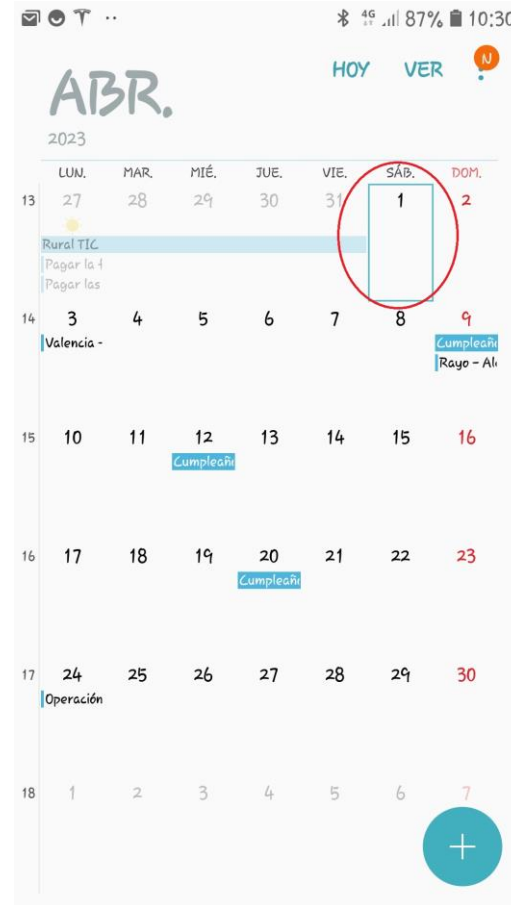 4G 87% 10:30
HOY VER N
ABR.
2023
LUN. MAR. MIÉ. JUE. VIE. SÁB. DOM.
13 27 28 29 30 31 1 2
Rural TIC
Pagar la
Pagar las
14 3 4 5 6 7 8 9
Valencia - Cumpleañ
Rayo - Al
15 10 11 12 13 14 15 16
Cumpleañ
16 17 18 19 20 21 22 23
Cumpleañ
17 24 25 26 27 28 29 30
Operación
18 1 2 3 4 5 6 7
+